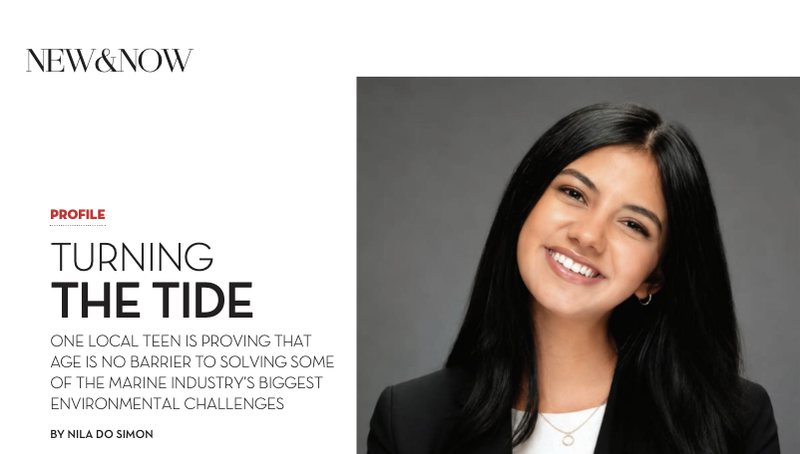 NEW&NOW
PROFILE
TURNING
THE TIDE
ONE LOCAL TEEN IS PROVING THAT
AGE IS NO BARRIER TO SOLVING SOME
OF THE MARINE INDUSTRY'S BIGGEST
ENVIRONMENTAL CHALLENGES
BY NILA DO SIMON